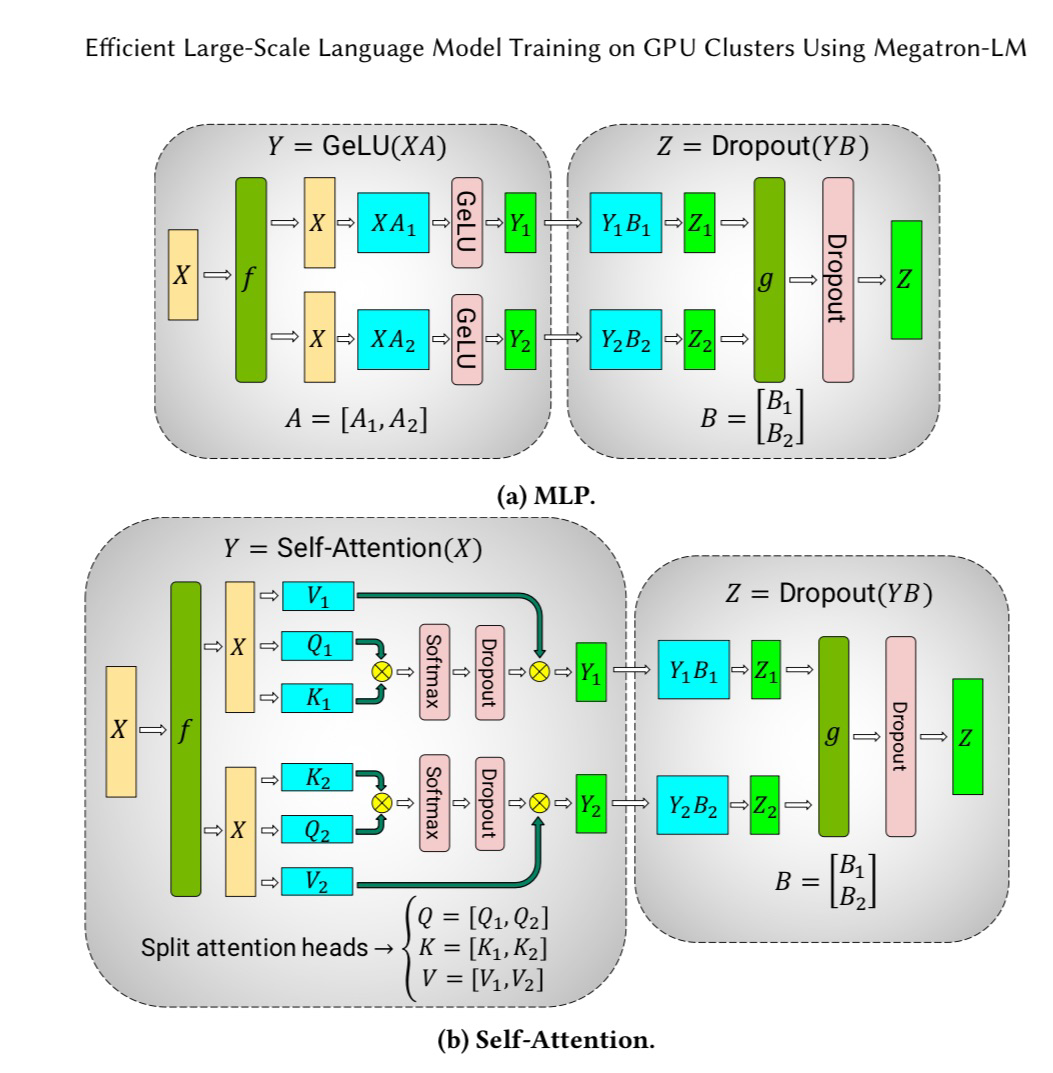 Efficient Large-Scale Language Model Training on GPU Clusters Using Megatron-LM
Y = GeLU(XA)
X
f
X
XA₁
GeLU
Y₁
X
XA₂
GeLU
Y₂
A = [A₁, A₂]
Z = Dropout(YB)
Y₁B₁
Z₁
Y₂B₂
Z₂
g
Dropout
Z
B = [B₁
B₂]
(a) MLP.
Y = Self-Attention(X)
X
f
X
V₁
Q₁
K₁
Softmax
Dropout
Y₁
X
K₂
Q₂
V₂
Softmax
Dropout
Y₂
Split attention heads →
Q = [Q₁, Q₂]
K = [K₁, K₂]
V = [V₁, V₂]
Z = Dropout(YB)
Y₁B₁
Z₁
Y₂B₂
Z₂
g
Dropout
Z
B = [B₁
B₂]
(b) Self-Attention.